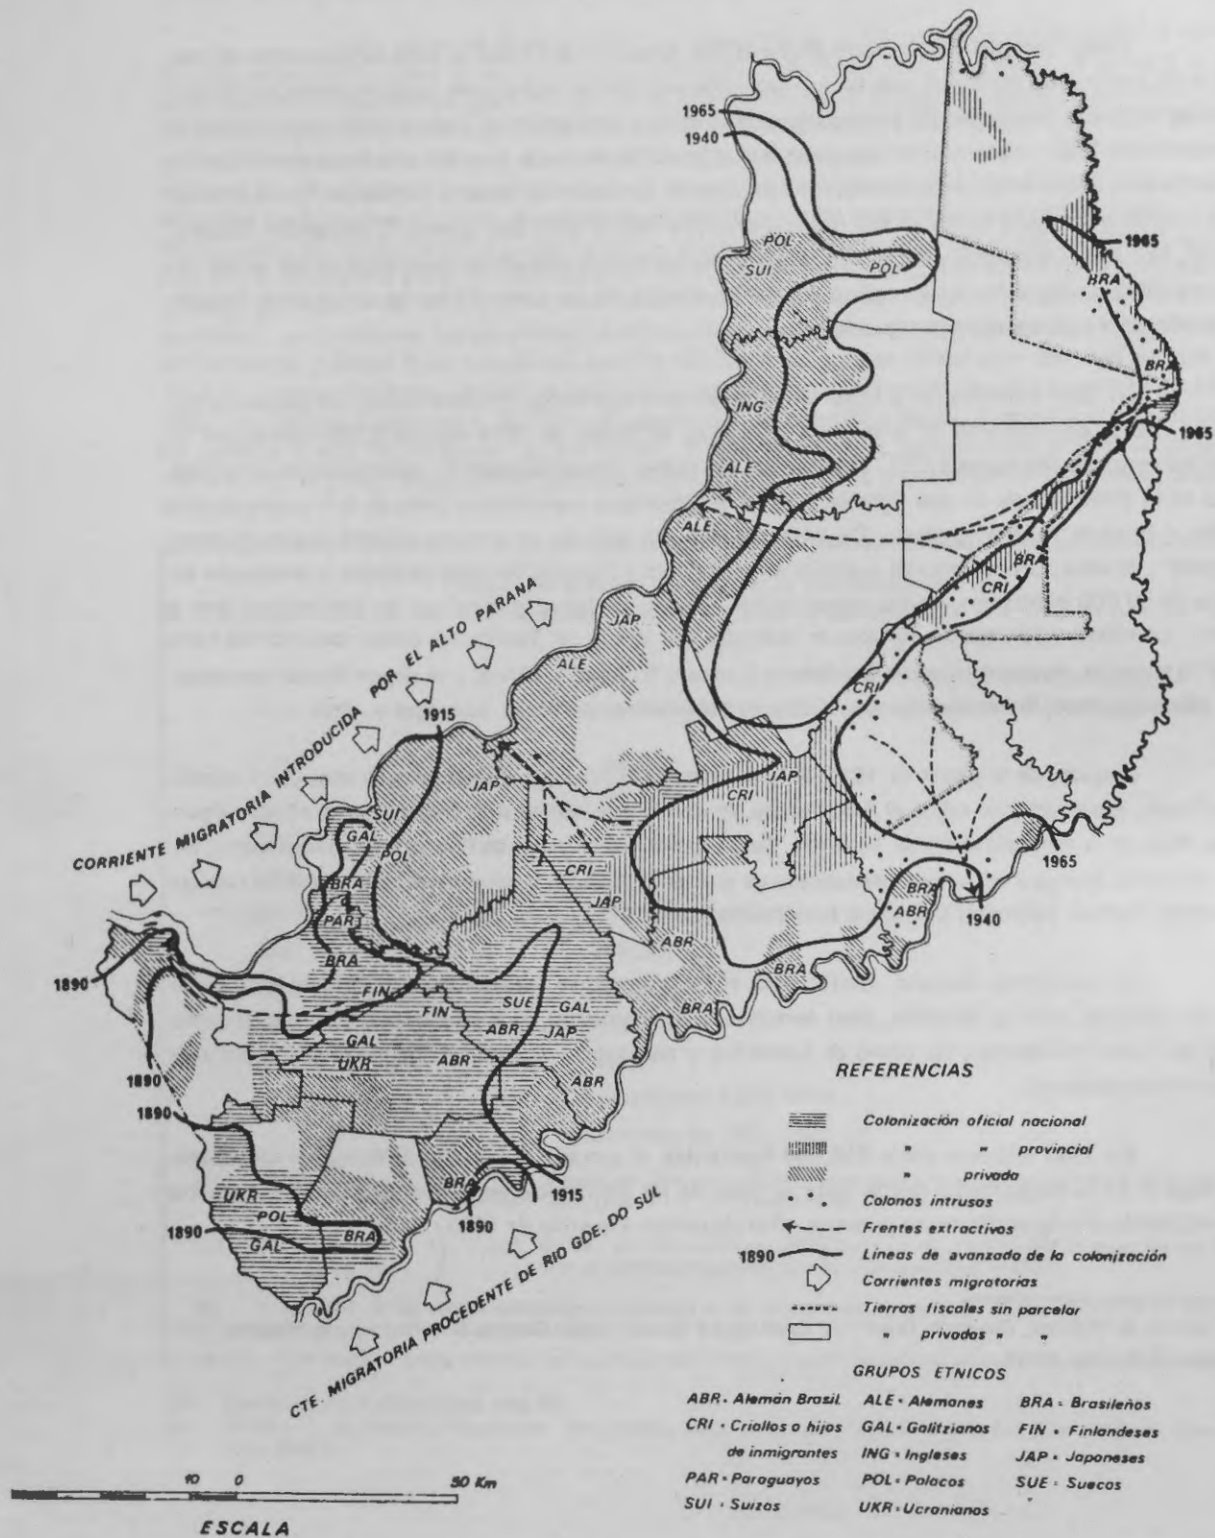 1965
1940
POL
SUI
POL
1965
BRA
BRA
1965
ING
ALE
ALE
BRA
CRI
JAP
ALE
CRI
CORRIENTE MIGRATORIA INTRODUCIDA POR EL ALTO PARANA
1915
JAP
JAP
CRI
SUI
GAL
POL
CRI
BRA
JAP
PAR
1965
BRA
ABR
1940
ABR
BRA
BRA
1890
FIN
FIN
SUE
GAL
BRA
ABR
JAP
GAL
UKR
ABR
ABR
1890
1890
UKR
POL
BRA
1915
1890
1890
GAL
BRA
CTE. MIGRATORIA PROCEDENTE DE RIO GDE. DO SUL
REFERENCIAS
Colonización oficial nacional
" " provincial
" privada
Colonos intrusos
Frentes extractivos
1890 Lineas de avanzada de la colonización
Corrientes migratorias
Tierras fiscales sin parcelar
" privadas " "
GRUPOS ETNICOS
ABR = Alemán Brasil. ALE = Alemanes BRA = Brasileños
CRI = Criollos o hijos GAL = Galitzianos FIN = Finlandeses
de inmigrantes ING = Ingleses JAP = Japoneses
PAR = Paraguayos POL = Polacos SUE = Suecos
SUI = Suizos UKR = Ucranianos
10 0 50 Km
ESCALA